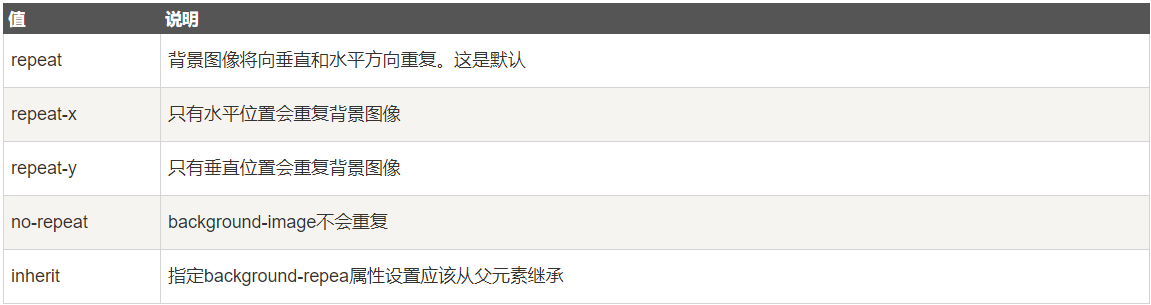 值 说明
repeat 背景图像将向垂直和水平方向重复。这是默认
repeat-x 只有水平位置会重复背景图像
repeat-y 只有垂直位置会重复背景图像
no-repeat background-image不会重复
inherit 指定background-repea属性设置应该从父元素继承